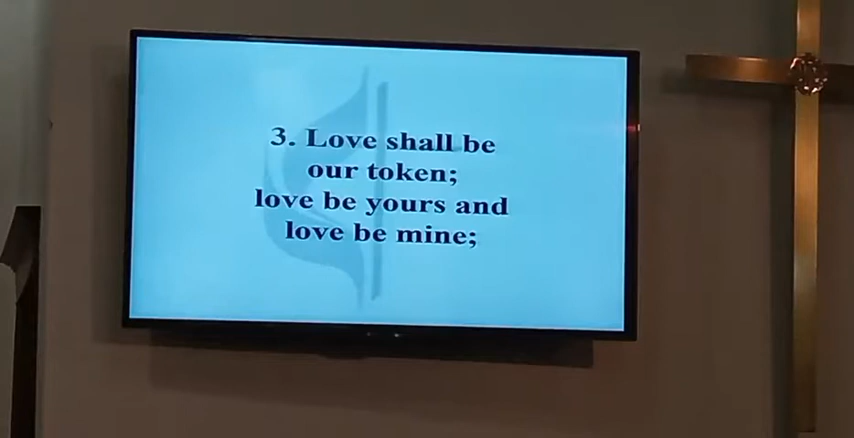 3. Love shall be
our token;
love be yours and
love be mine;